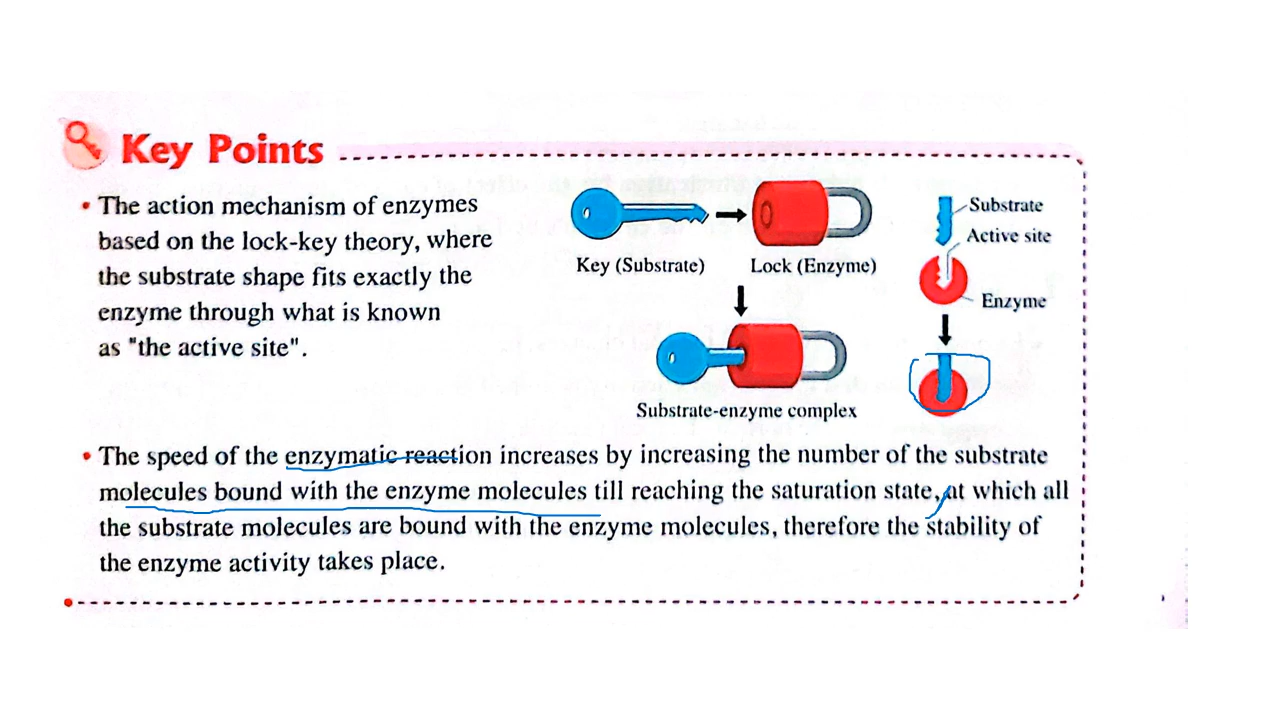 Key Points
• The action mechanism of enzymes
based on the lock-key theory, where
the substrate shape fits exactly the
enzyme through what is known
as "the active site".
Key (Substrate)
Lock (Enzyme)
Substrate-enzyme complex
Substrate
Active site
Enzyme
• The speed of the enzymatic reaction increases by increasing the number of the substrate
molecules bound with the enzyme molecules till reaching the saturation state, at which all
the substrate molecules are bound with the enzyme molecules, therefore the stability of
the enzyme activity takes place.